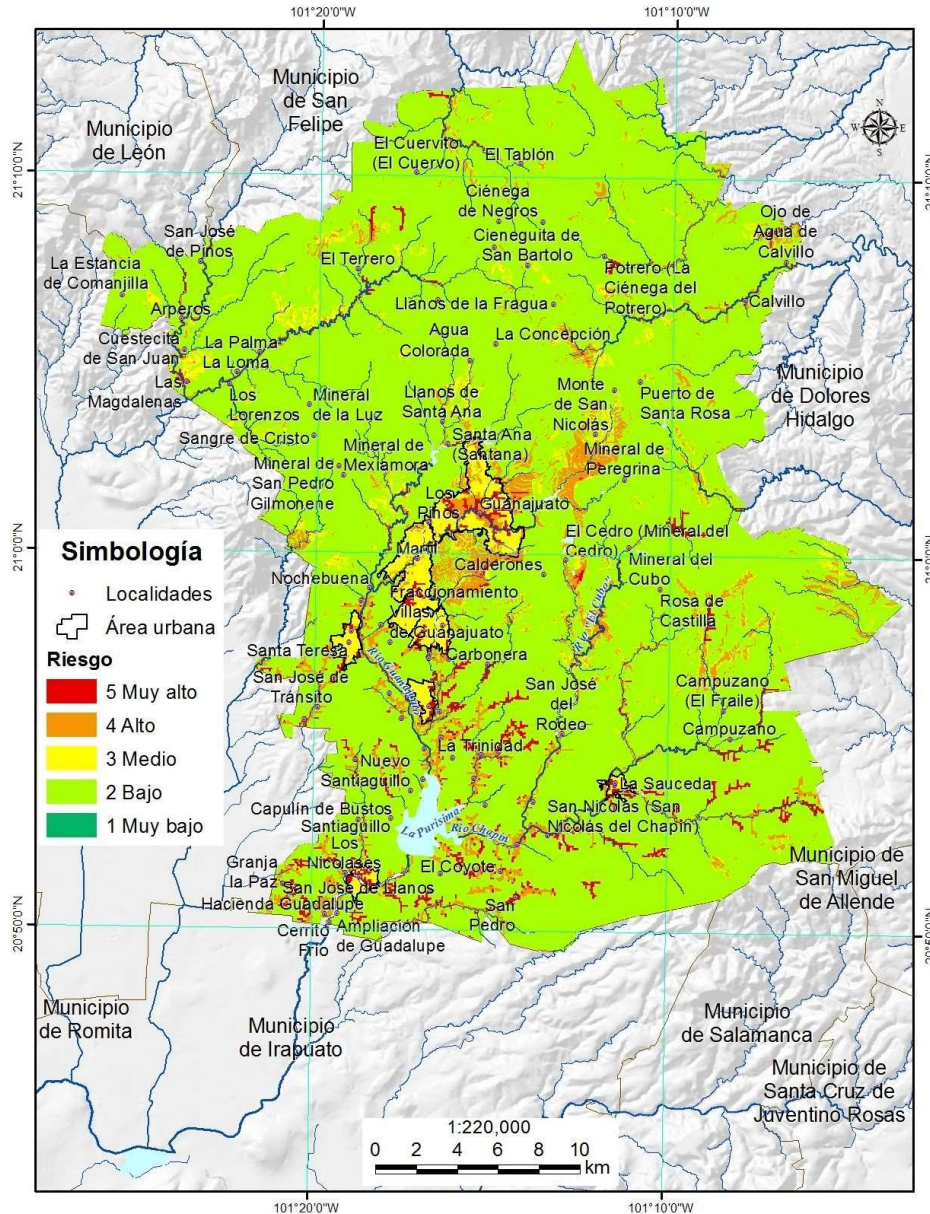 101°20'0"W
101°10'0"W
Municipio
de San
Felipe
Municipio
de León
N
W
E
S
El Cuervito
(El Cuervo)
El Tablón
21°10'0"N
21°10'0"N
Ciénega
de Negros
San José
de Pinos
Cieneguita de
San Bartolo
Ojo de
Agua de
Calvillo
La Estancia
de Comanjilla
El Terrero
Potrero (La
Ciénega del
Potrero)
Arperos
Llanos de la Fragua
Calvillo
Cuestecita
de San Juan
La Palma
La Loma
Agua
Colorada
La Concepción
Las
Magdalenas
Los
Lorenzos
Mineral
de la Luz
Llanos de
Santa Ana
Monte
de San
Nicolás
Puerto de
Santa Rosa
Municipio
de Dolores
Hidalgo
Sangre de Cristo
Mineral de
Mexiamora
Santa Ana
(Santana)
Mineral de
Peregrina
Mineral de
San Pedro
Gilmonene
Los
Pinos
Guanajuato
El Cedro (Mineral del
Cedro)
21°0'0"N
21°0'0"N
Marfil
Calderones
Mineral del
Cubo
Nochebuena
Fraccionamiento
Villas
de Guanajuato
Rosa de
Castilla
Santa Teresa
Carbonera
Río Guanajuato
San José de
Tránsito
San José
del
Rodeo
Campuzano
(El Fraile)
Campuzano
La Trinidad
Nuevo
Santiaguillo
La Sauceda
Capulín de Bustos
Santiaguillo
La Purísima
Río Chapín
San Nicolás (San
Nicolás del Chapín)
Los
Nicolases
Granja
la Paz
El Coyote
San José de Llanos
Hacienda Guadalupe
San
Pedro
Cerrito
Frío
Ampliación
de Guadalupe
Municipio de
San Miguel
de Allende
20°50'0"N
20°50'0"N
Municipio
de Romita
Municipio
de Irapuato
Municipio
de Salamanca
Municipio de
Santa Cruz de
Juventino Rosas
Simbología
Localidades
Área urbana
Riesgo
5 Muy alto
4 Alto
3 Medio
2 Bajo
1 Muy bajo
1:220,000
0 2 4 6 8 10
km
101°20'0"W
101°10'0"W